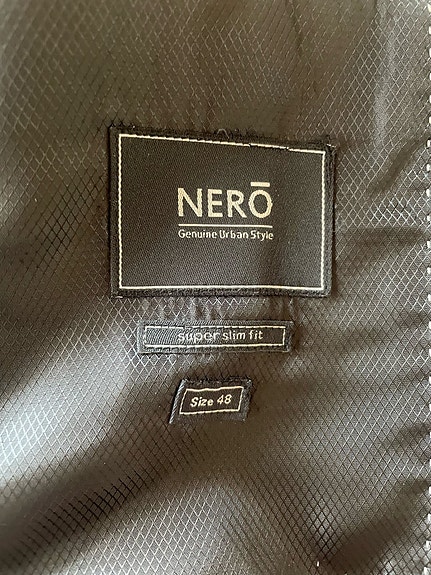 NERŌ
Genuine Urban Style
super slim fit
Size 48